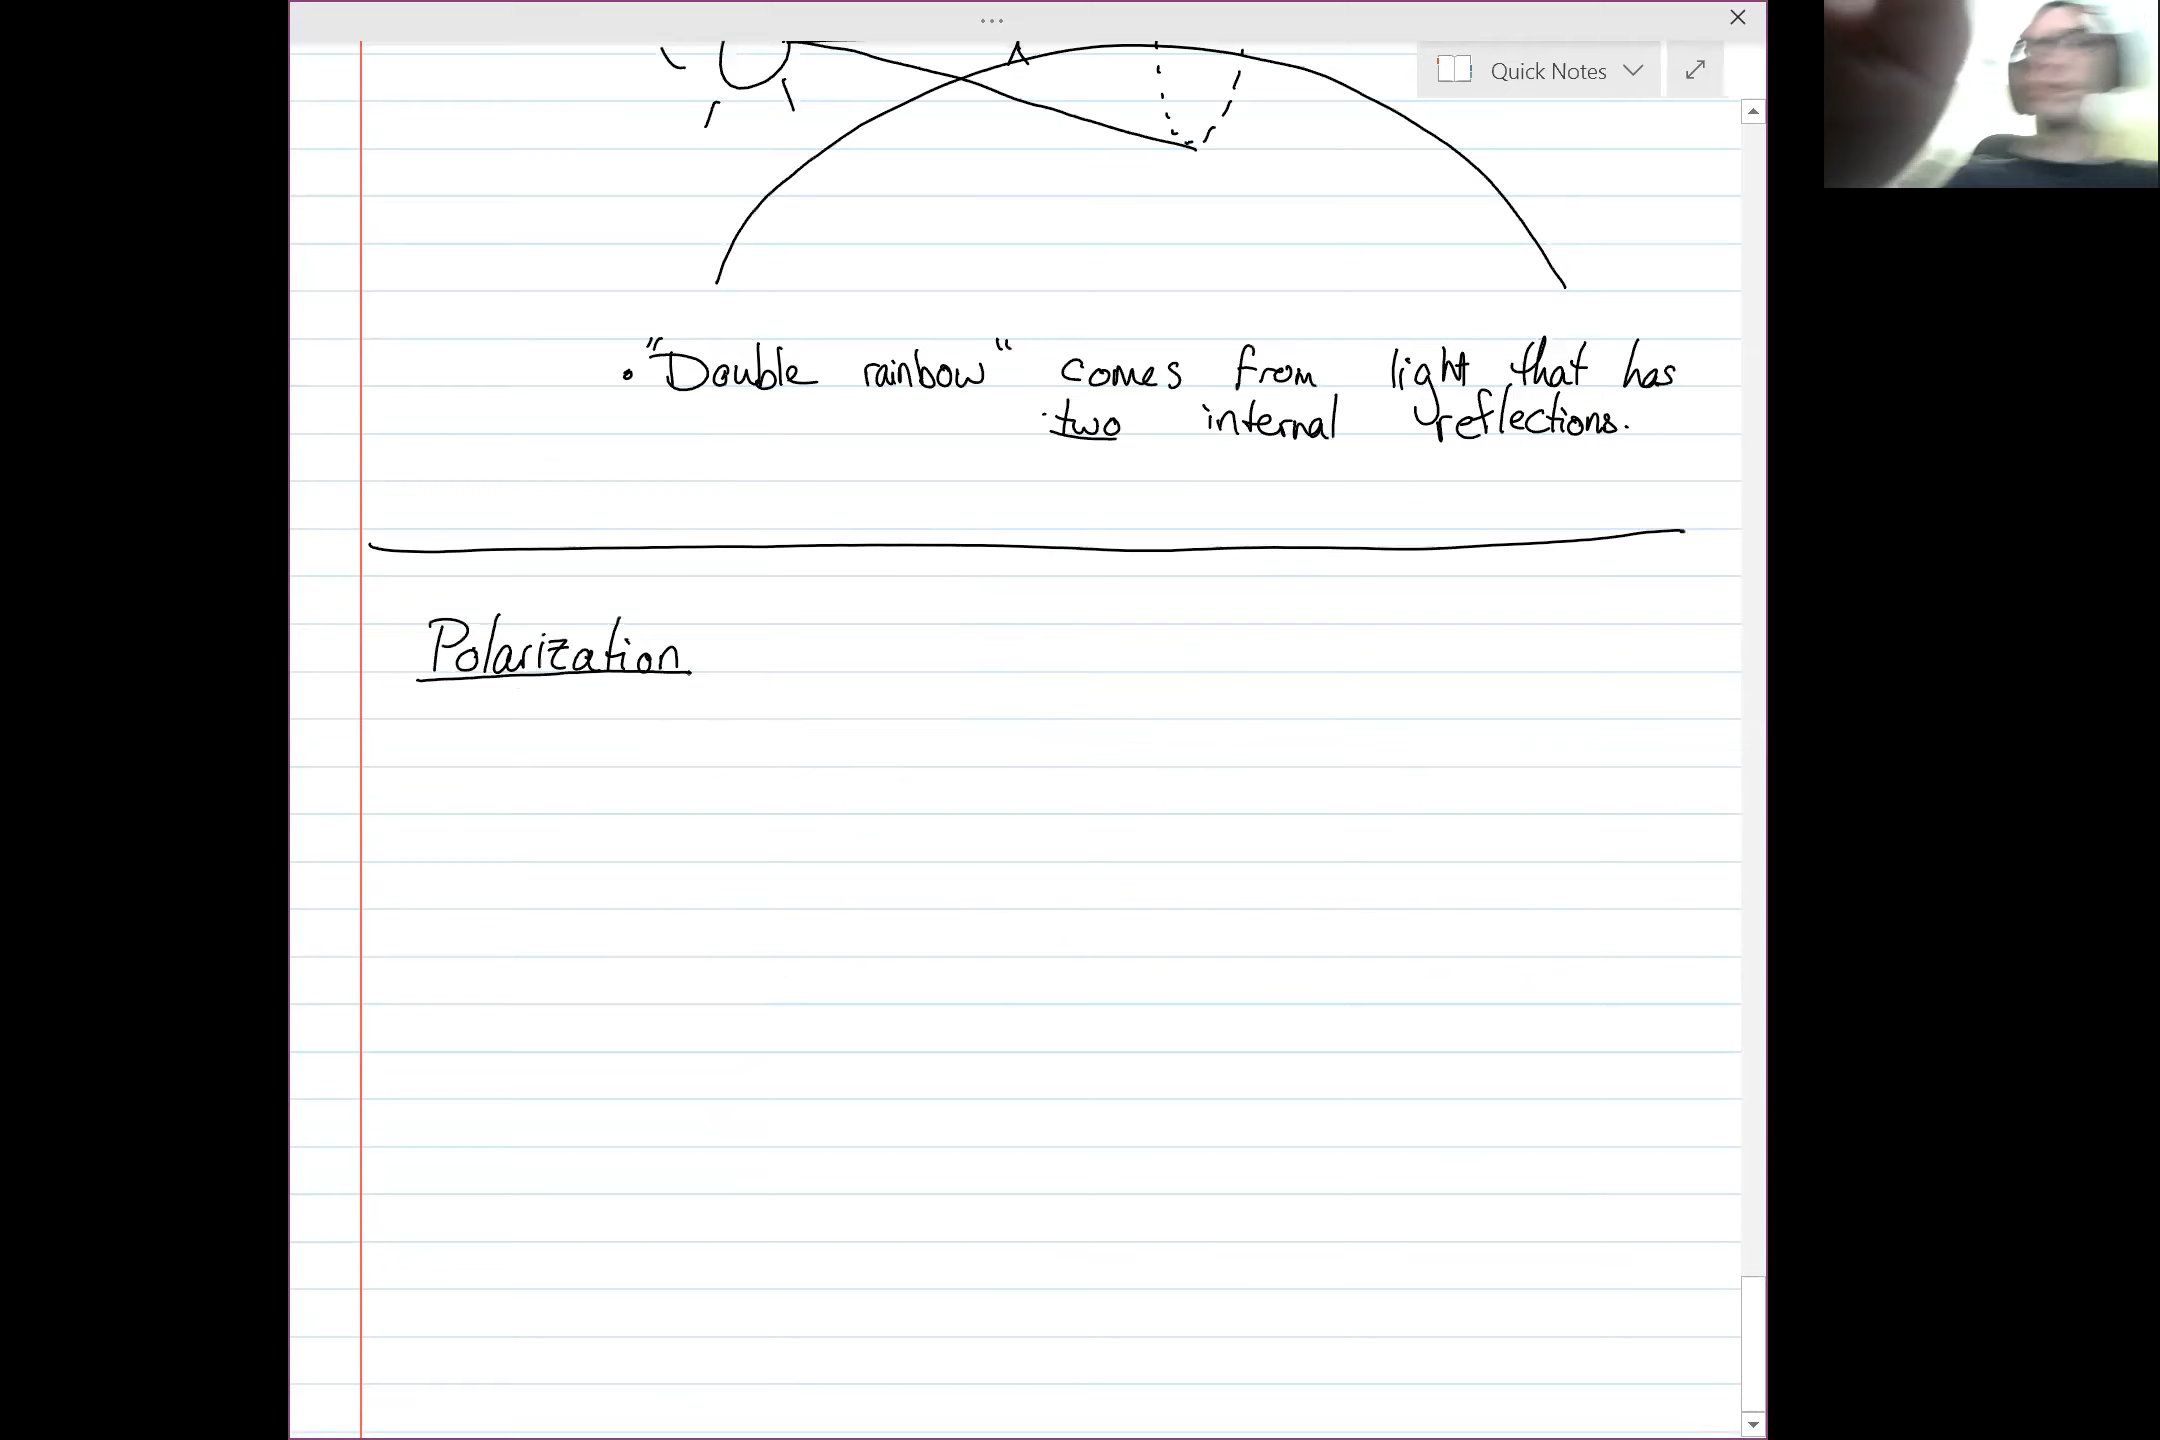 Quick Notes
• "Double rainbow" comes from light that has
two internal reflections.
Polarization